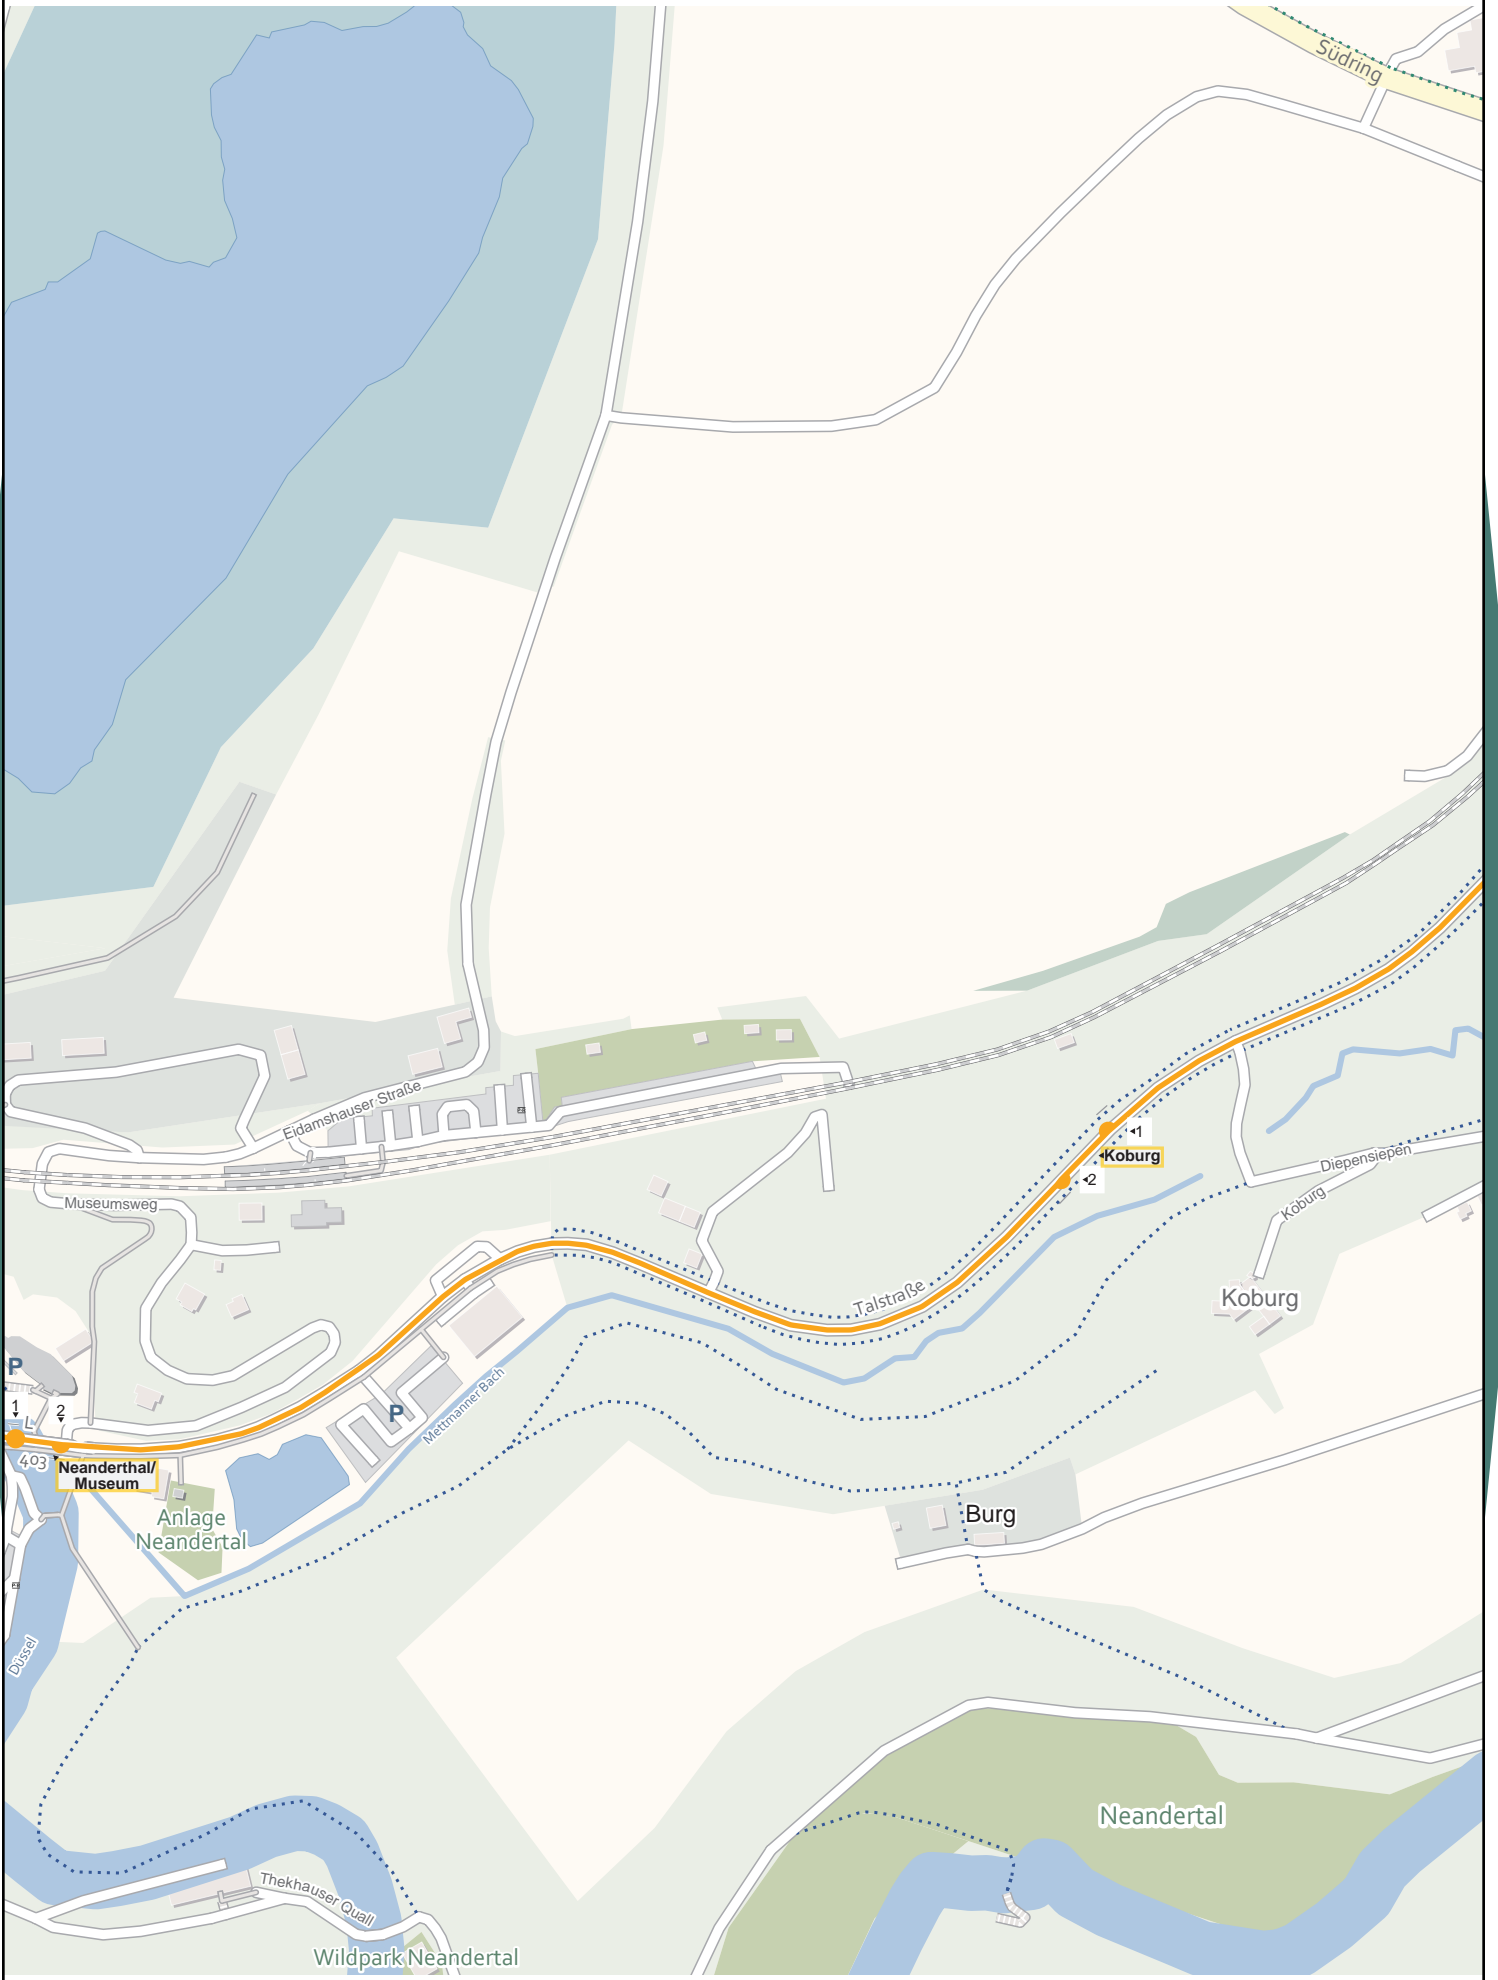 Südring
Eidamshauser Straße
Museumsweg
1
Koburg
2
Diepensiepen
Koburg
Koburg
Talstraße
P
1
2
L
403
Neanderthal/
Museum
P
Mettmanner Bach
Anlage
Neandertal
Burg
Düssel
Neandertal
Thekhauser Quall
Wildpark Neandertal